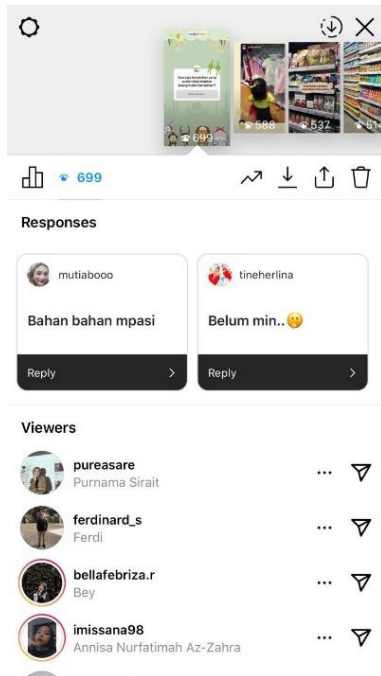 699
588
537
699
Responses
mutiabooo
Bahan bahan mpasi
Reply
tineherlina
Belum min..🤭
Reply
Viewers
pureasare
Purnama Sirait
ferdinard_s
Ferdi
bellafebriza.r
Bey
imissana98
Annisa Nurfatimah Az-Zahra